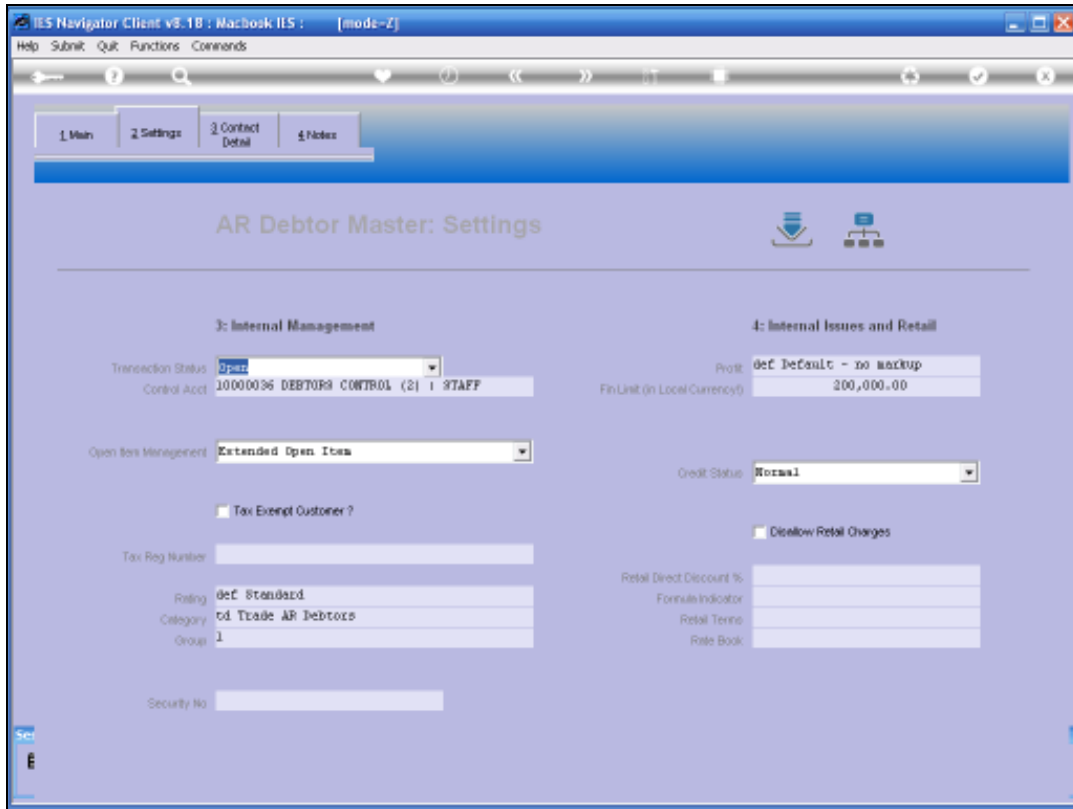 IES Navigator Client v8.18 : Macbook IES : [mode=Z]
Help Submit Quit Functions Commands
1 Main
2 Settings
3 Contact Detail
4 Notes
AR Debtor Master: Settings
3: Internal Management
4: Internal Issues and Retail
Transaction Status Open
Profit def Default - no markup
Control Acct 10000036 DEBTORS CONTROL (2) : STAFF
Fin Limit (in Local Currency!) 200,000.00
Open Item Management Extended Open Item
Credit Status Normal
Tax Exempt Customer ?
Disallow Retail Charges
Tax Reg Number
Retail Direct Discount %
Rating def Standard
Formula Indicator
Category td Trade AR Debtors
Retail Terms
Group 1
Rate Book
Security No